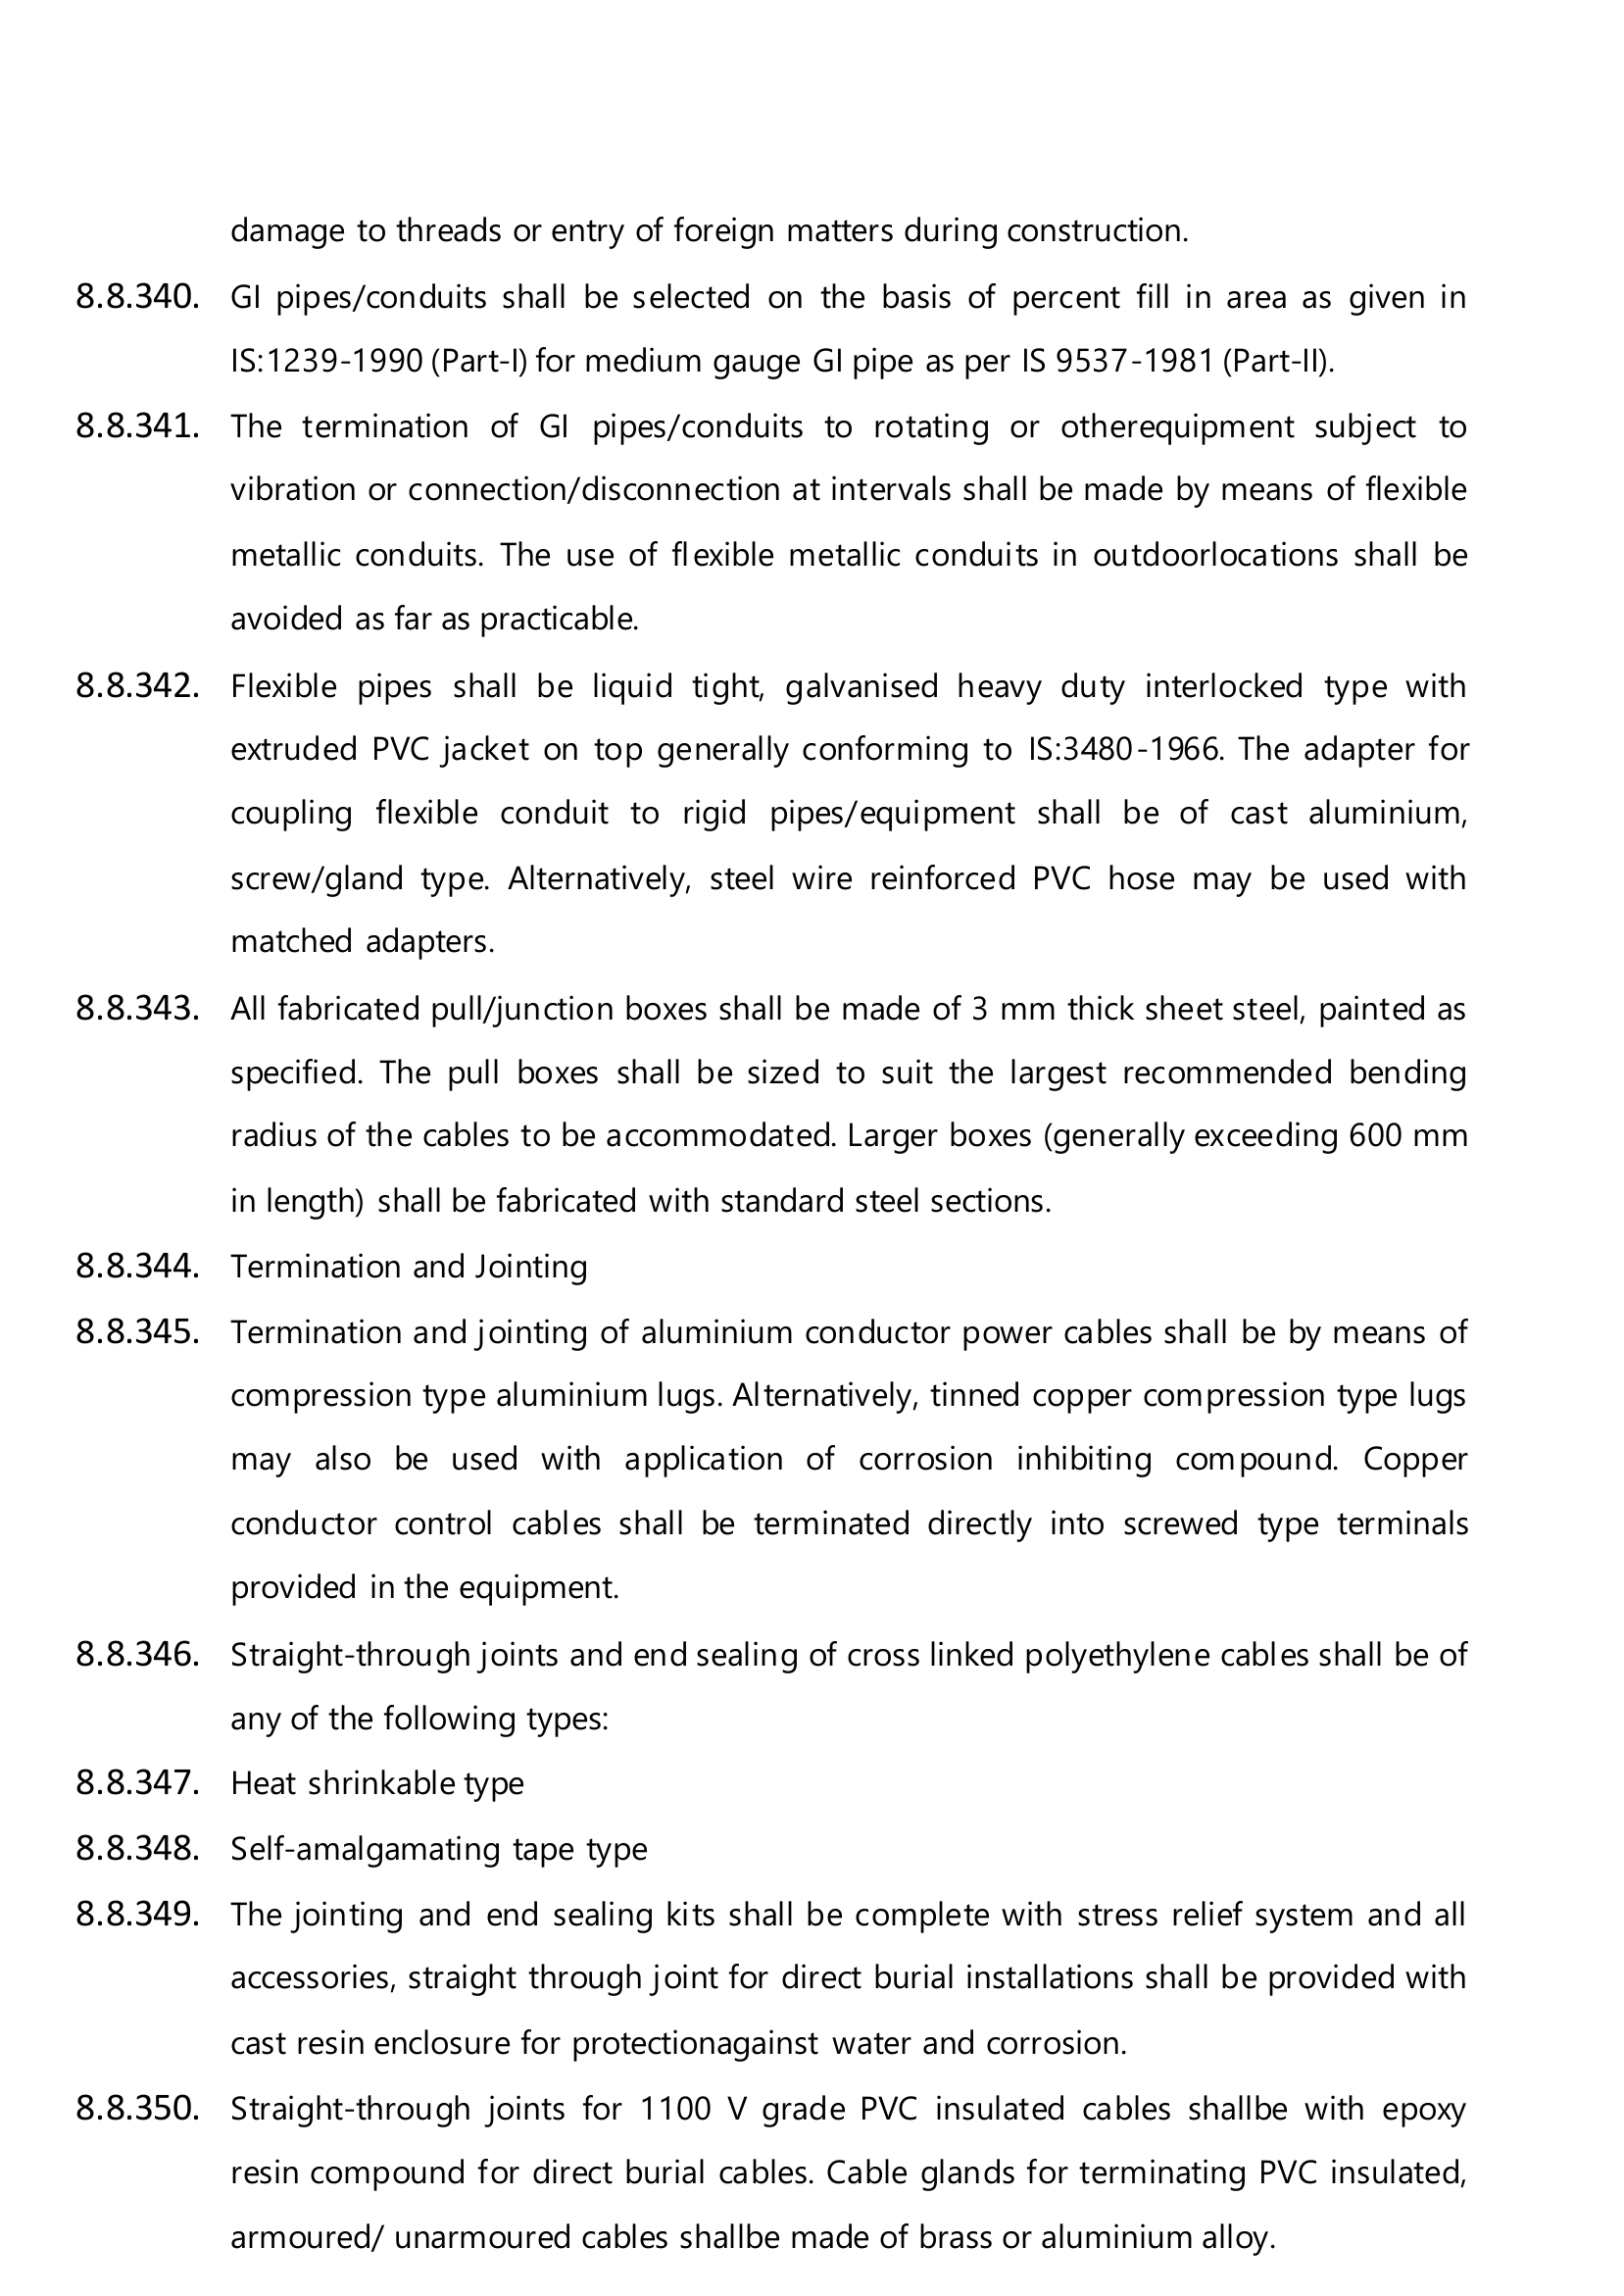 damage to threads or entry of foreign matters during construction.
8.8.340. GI pipes/conduits shall be selected on the basis of percent fill in area as given in
IS:1239-1990 (Part-I) for medium gauge GI pipe as per IS 9537-1981 (Part-II).
8.8.341. The termination of GI pipes/conduits to rotating or otherequipment subject to
vibration or connection/disconnection at intervals shall be made by means of flexible
metallic conduits. The use of flexible metallic conduits in outdoorlocations shall be
avoided as far as practicable.
8.8.342. Flexible pipes shall be liquid tight, galvanised heavy duty interlocked type with
extruded PVC jacket on top generally conforming to IS:3480-1966. The adapter for
coupling flexible conduit to rigid pipes/equipment shall be of cast aluminium,
screw/gland type. Alternatively, steel wire reinforced PVC hose may be used with
matched adapters.
8.8.343. All fabricated pull/junction boxes shall be made of 3 mm thick sheet steel, painted as
specified. The pull boxes shall be sized to suit the largest recommended bending
radius of the cables to be accommodated. Larger boxes (generally exceeding 600 mm
in length) shall be fabricated with standard steel sections.
8.8.344. Termination and Jointing
8.8.345. Termination and jointing of aluminium conductor power cables shall be by means of
compression type aluminium lugs. Alternatively, tinned copper compression type lugs
may also be used with application of corrosion inhibiting compound. Copper
conductor control cables shall be terminated directly into screwed type terminals
provided in the equipment.
8.8.346. Straight-through joints and end sealing of cross linked polyethylene cables shall be of
any of the following types:
8.8.347. Heat shrinkable type
8.8.348. Self-amalgamating tape type
8.8.349. The jointing and end sealing kits shall be complete with stress relief system and all
accessories, straight through joint for direct burial installations shall be provided with
cast resin enclosure for protectionagainst water and corrosion.
8.8.350. Straight-through joints for 1100 V grade PVC insulated cables shallbe with epoxy
resin compound for direct burial cables. Cable glands for terminating PVC insulated,
armoured/ unarmoured cables shallbe made of brass or aluminium alloy.